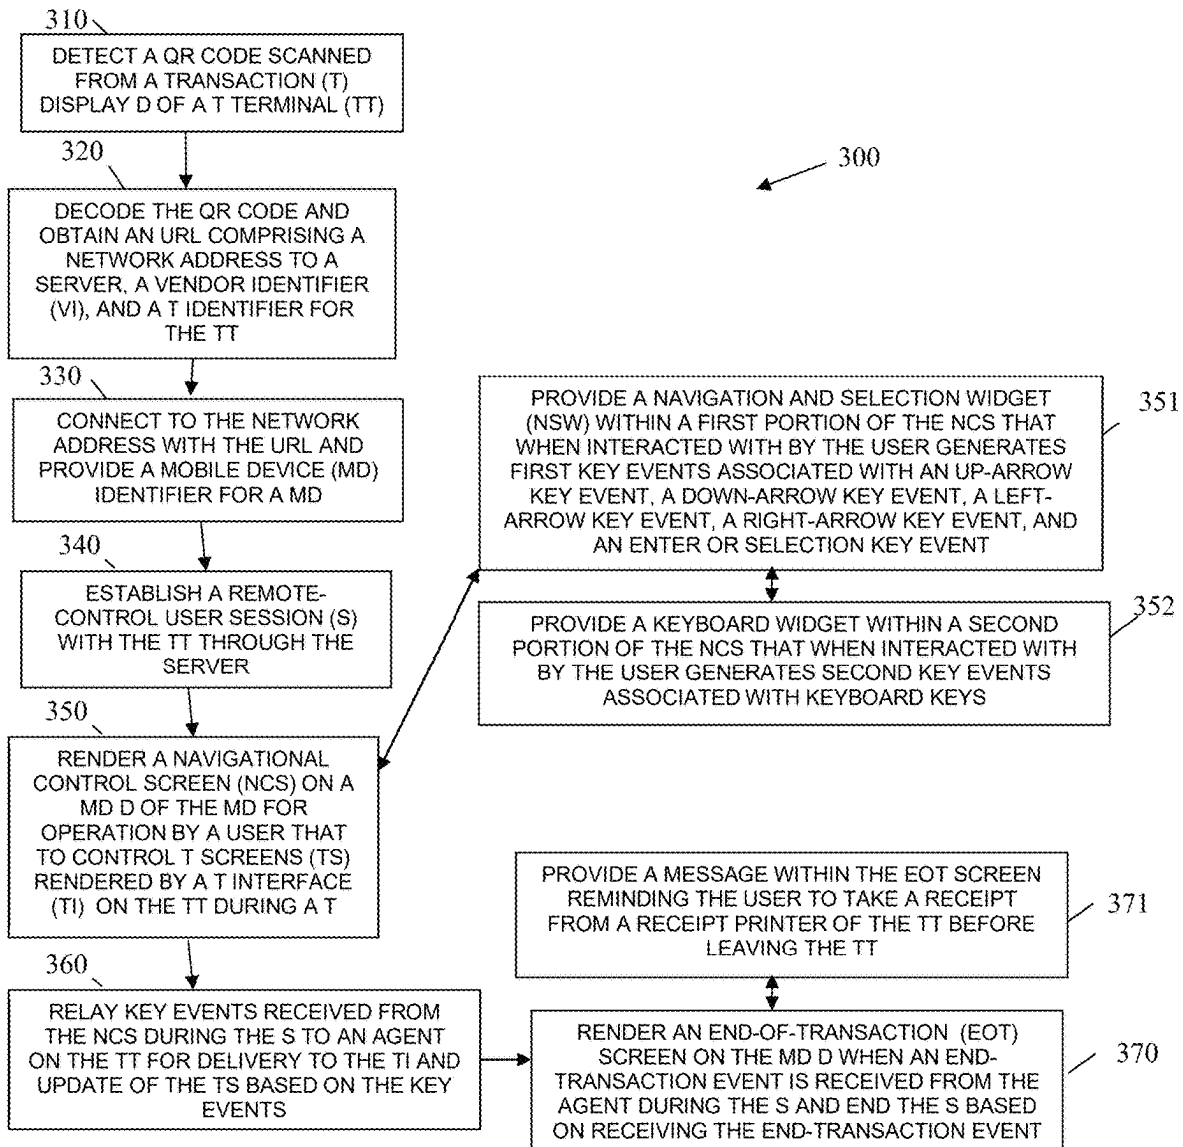 310
DETECT A QR CODE SCANNED
FROM A TRANSACTION (T)
DISPLAY D OF A T TERMINAL (TT)
320
DECODE THE QR CODE AND
OBTAIN AN URL COMPRISING A
NETWORK ADDRESS TO A
SERVER, A VENDOR IDENTIFIER
(VI), AND A T IDENTIFIER FOR
THE TT
300
330
CONNECT TO THE NETWORK
ADDRESS WITH THE URL AND
PROVIDE A MOBILE DEVICE (MD)
IDENTIFIER FOR A MD
340
ESTABLISH A REMOTE-
CONTROL USER SESSION (S)
WITH THE TT THROUGH THE
SERVER
350
RENDER A NAVIGATIONAL
CONTROL SCREEN (NCS) ON A
MD D OF THE MD FOR
OPERATION BY A USER THAT
TO CONTROL T SCREENS (TS)
RENDERED BY A T INTERFACE
(TI) ON THE TT DURING A T
PROVIDE A NAVIGATION AND SELECTION WIDGET
(NSW) WITHIN A FIRST PORTION OF THE NCS THAT
WHEN INTERACTED WITH BY THE USER GENERATES
FIRST KEY EVENTS ASSOCIATED WITH AN UP-ARROW
KEY EVENT, A DOWN-ARROW KEY EVENT, A LEFT-
ARROW KEY EVENT, A RIGHT-ARROW KEY EVENT, AND
AN ENTER OR SELECTION KEY EVENT
351
PROVIDE A KEYBOARD WIDGET WITHIN A SECOND
PORTION OF THE NCS THAT WHEN INTERACTED WITH
BY THE USER GENERATES SECOND KEY EVENTS
ASSOCIATED WITH KEYBOARD KEYS
352
360
RELAY KEY EVENTS RECEIVED FROM
THE NCS DURING THE S TO AN AGENT
ON THE TT FOR DELIVERY TO THE TI AND
UPDATE OF THE TS BASED ON THE KEY
EVENTS
PROVIDE A MESSAGE WITHIN THE EOT SCREEN
REMINDING THE USER TO TAKE A RECEIPT
FROM A RECEIPT PRINTER OF THE TT BEFORE
LEAVING THE TT
371
RENDER AN END-OF-TRANSACTION (EOT)
SCREEN ON THE MD D WHEN AN END-
TRANSACTION EVENT IS RECEIVED FROM THE
AGENT DURING THE S AND END THE S BASED
ON RECEIVING THE END-TRANSACTION EVENT
370